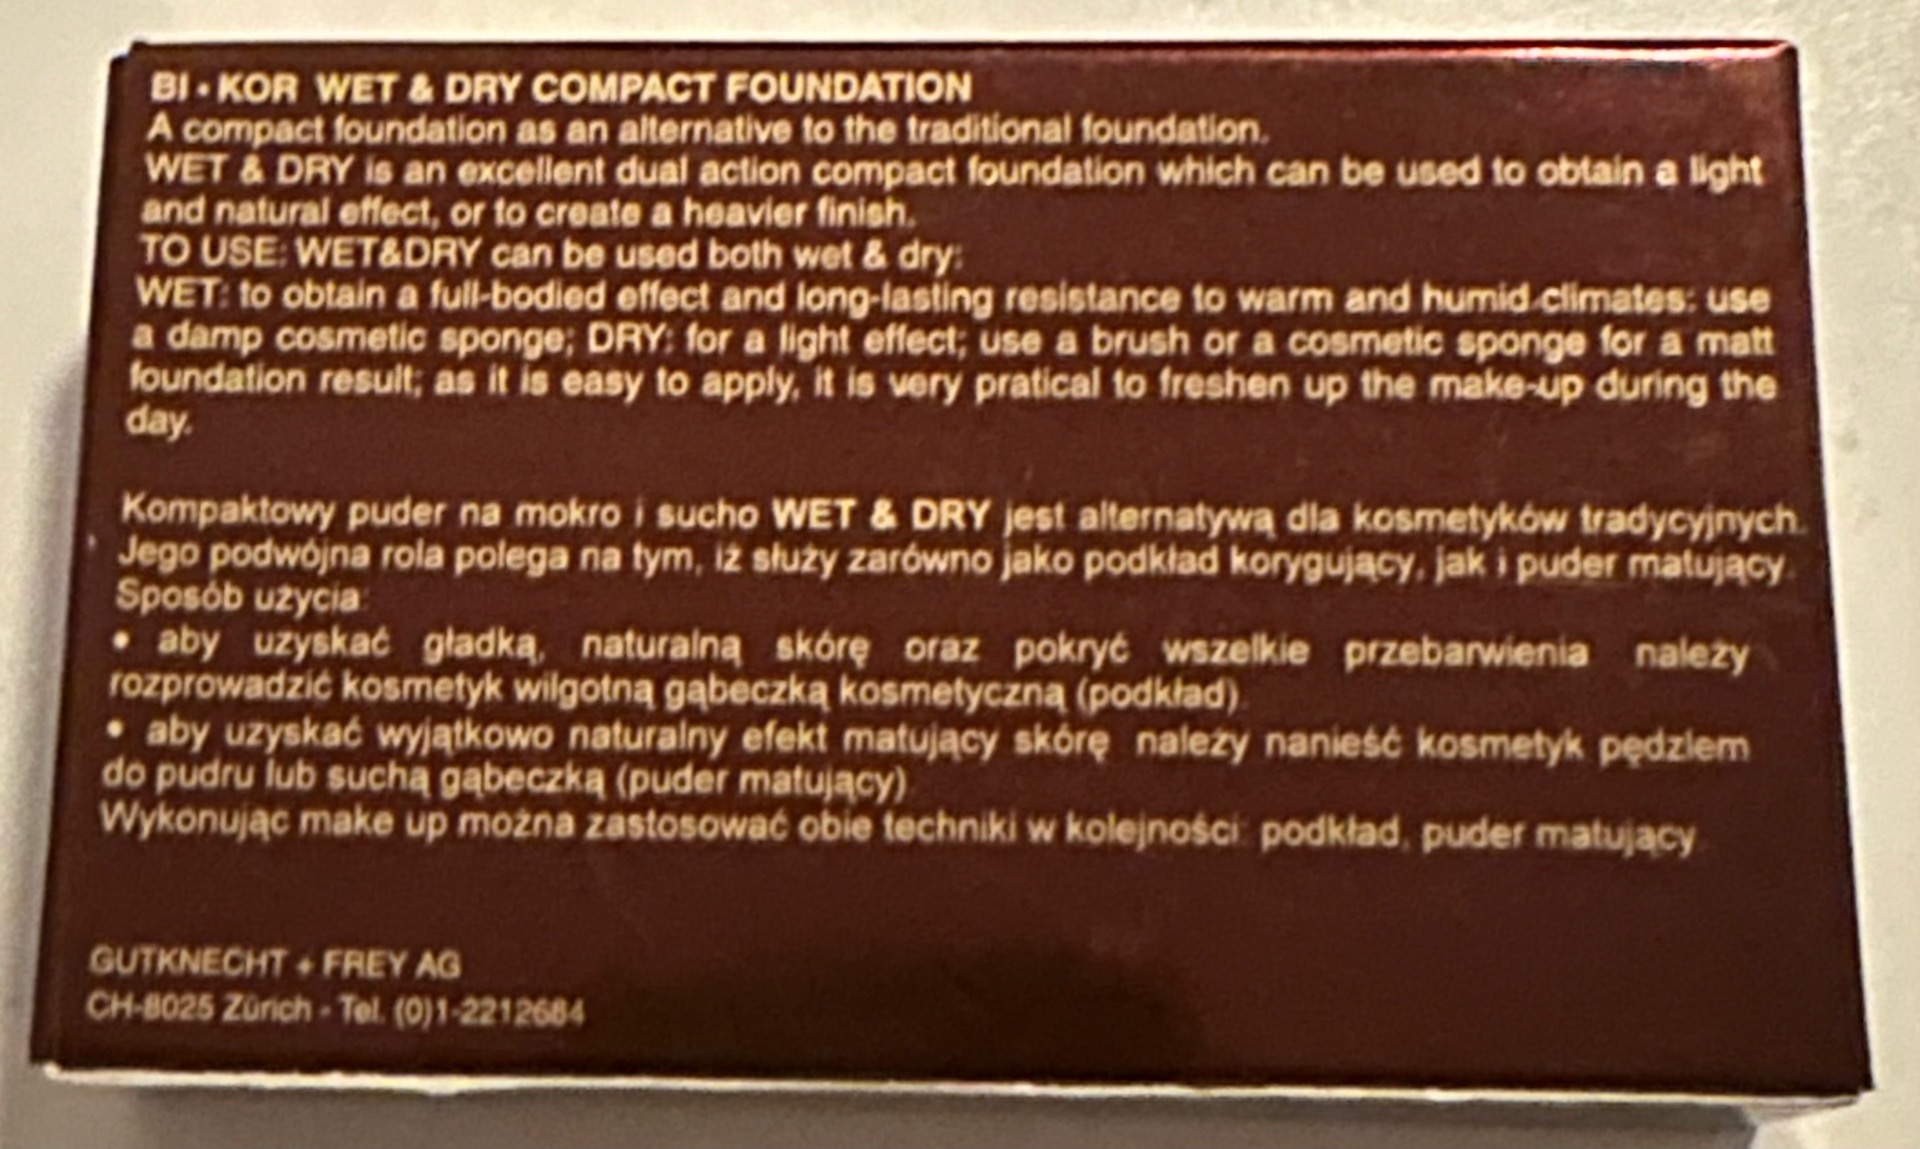 BI • KOR WET & DRY COMPACT FOUNDATION
A compact foundation as an alternative to the traditional foundation.
WET & DRY is an excellent dual action compact foundation which can be used to obtain a light
and natural effect, or to create a heavier finish.
TO USE: WET&DRY can be used both wet & dry:
WET: to obtain a full-bodied effect and long-lasting resistance to warm and humid climates: use
a damp cosmetic sponge; DRY: for a light effect; use a brush or a cosmetic sponge for a matt
foundation result; as it is easy to apply, it is very pratical to freshen up the make-up during the
day.
Kompaktowy puder na mokro i sucho WET & DRY jest alternatywą dla kosmetyków tradycyjnych.
Jego podwójna rola polega na tym, iż służy zarówno jako podkład korygujący, jak i puder matujący.
Sposób użycia:
• aby uzyskać gładką, naturalną skórę oraz pokryć wszelkie przebarwienia należy
rozprowadzić kosmetyk wilgotną gąbeczką kosmetyczną (podkład).
• aby uzyskać wyjątkowo naturalny efekt matujący skórę należy nanieść kosmetyk pędzlem
do pudru lub suchą gąbeczką (puder matujący).
Wykonując make up można zastosować obie techniki w kolejności: podkład, puder matujący.
GUTKNECHT + FREY AG
CH-8025 Zürich - Tel. (0)1-2212684